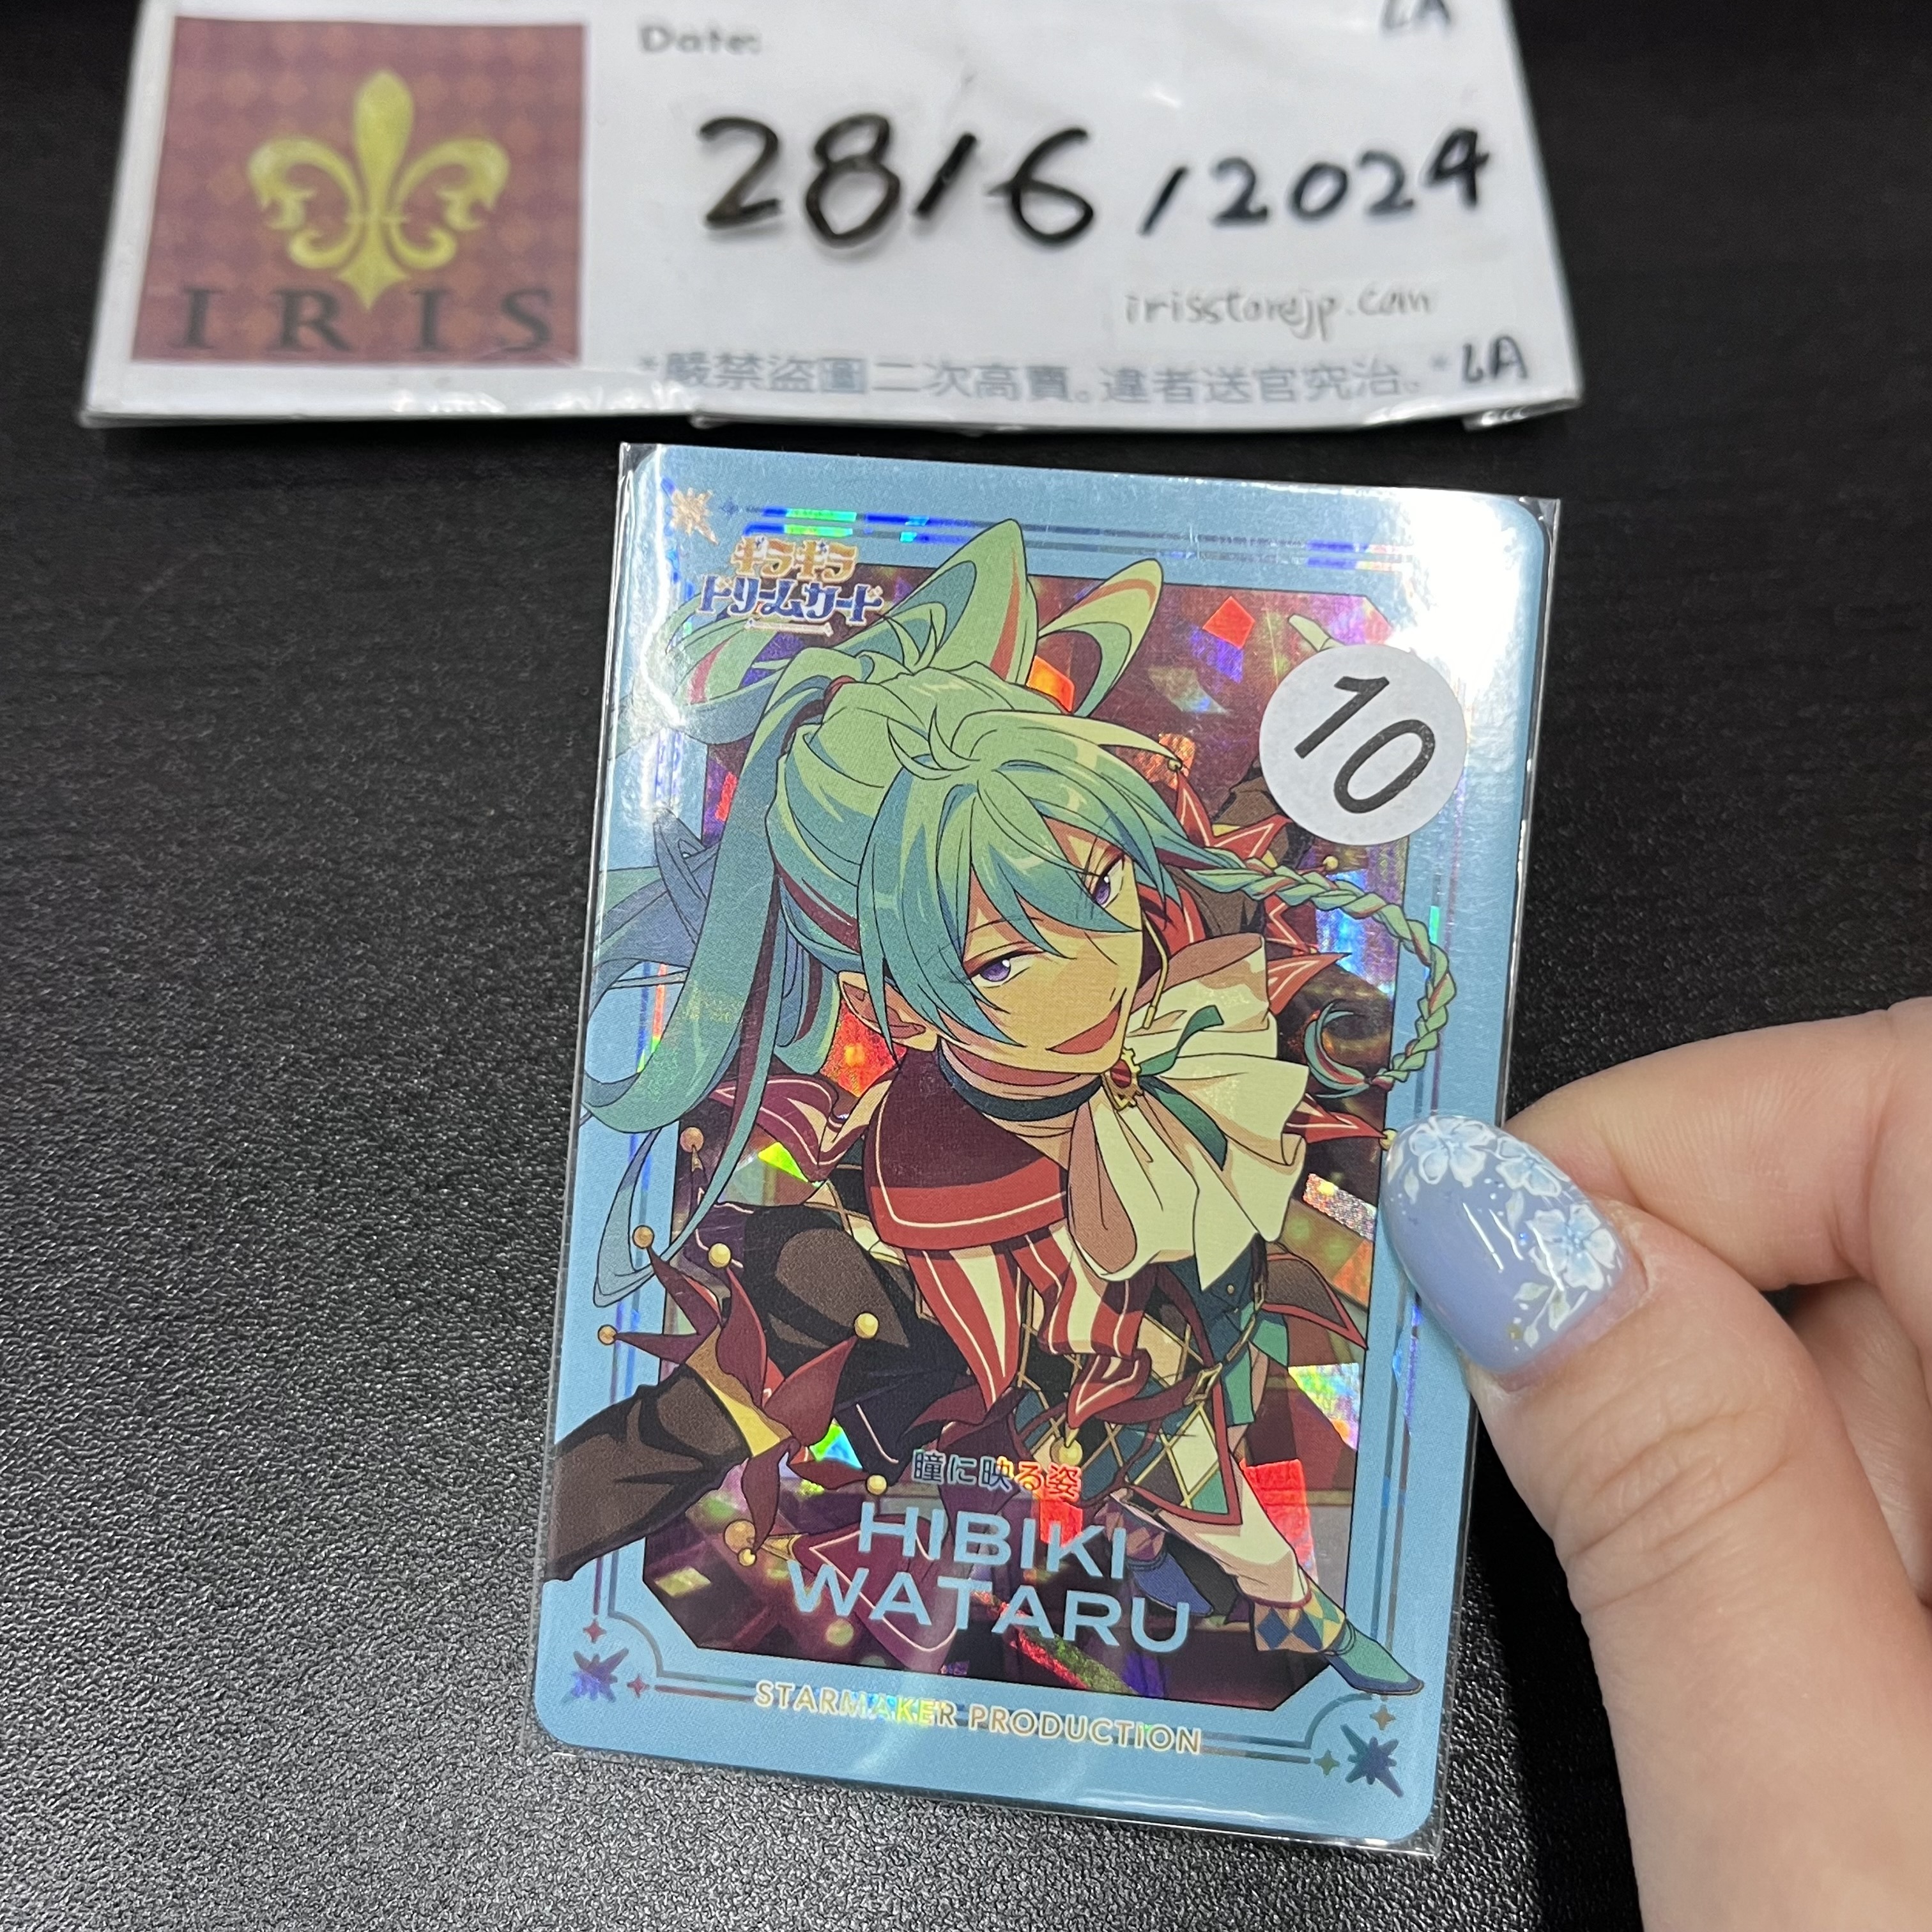 LA
Date:
28/6/2024
IRIS
irisstorejp.com
*嚴禁盜圖二次高賣。違者送官究治。* LA
キラキラ
ドリームカード
10
瞳に映る姿
HIBIKI
WATARU
STARMAKER PRODUCTION